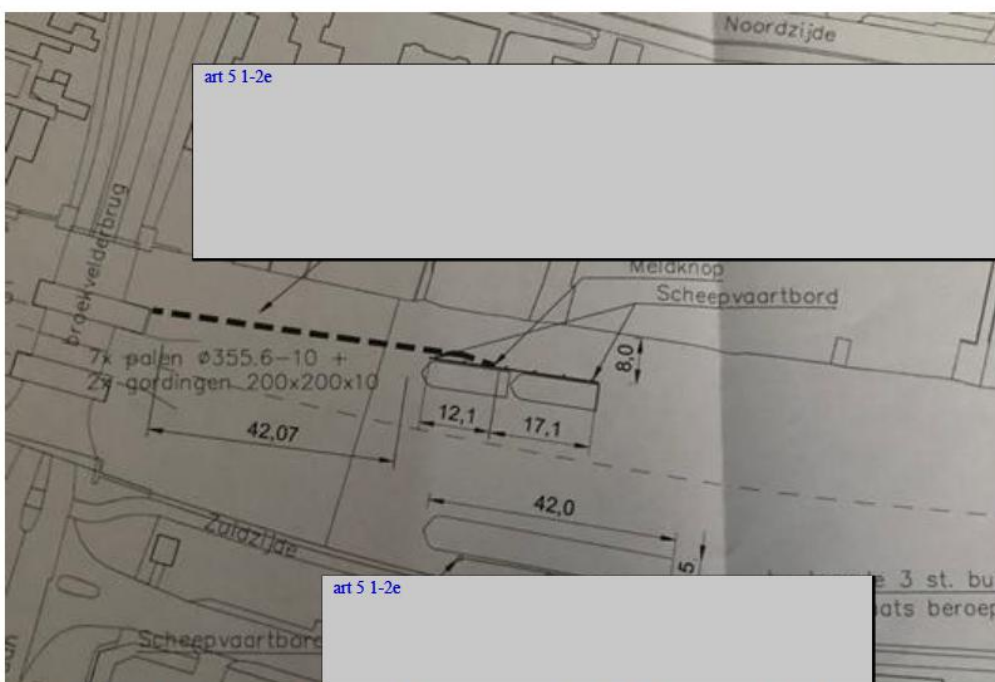 Noordzijde
art 5 1-2e
broekvelderbrug
Meldknop
Scheepvaartbord
7x palen ø355.6-10 +
2x gordingen 200x200x10
8,0
12,1
17,1
42,07
42,0
Zuidzijde
5.
art 5 1-2e
3 st. bu
ats beroep
Scheepvaartbord